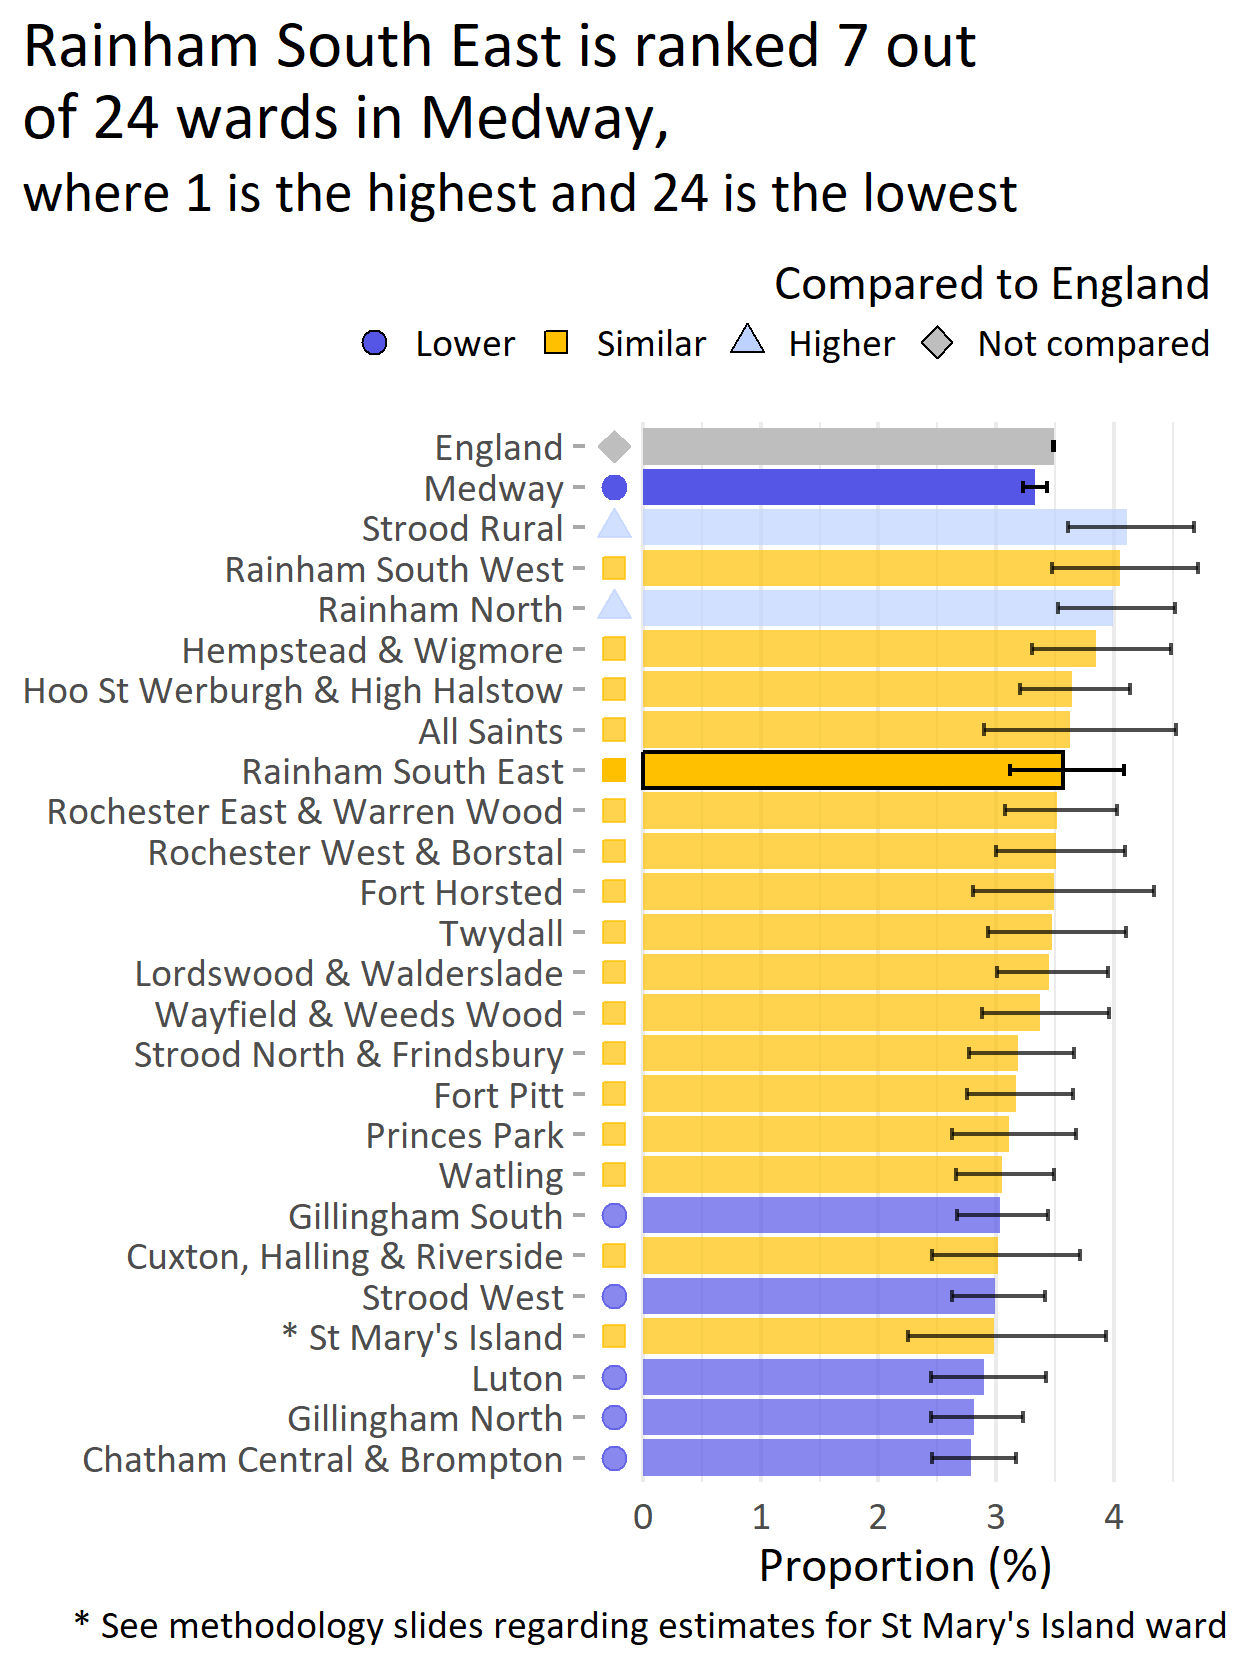 Rainham South East is ranked 7 out
of 24 wards in Medway,
where 1 is the highest and 24 is the lowest
Compared to England
Lower Similar Higher Not compared
England
Medway
Strood Rural
Rainham South West
Rainham North
Hempstead & Wigmore
Hoo St Werburgh & High Halstow
All Saints
Rainham South East
Rochester East & Warren Wood
Rochester West & Borstal
Fort Horsted
Twydall
Lordswood & Walderslade
Wayfield & Weeds Wood
Strood North & Frindsbury
Fort Pitt
Princes Park
Watling
Gillingham South
Cuxton, Halling & Riverside
Strood West
* St Mary's Island
Luton
Gillingham North
Chatham Central & Brompton
0 1 2 3 4
Proportion (%)
* See methodology slides regarding estimates for St Mary's Island ward